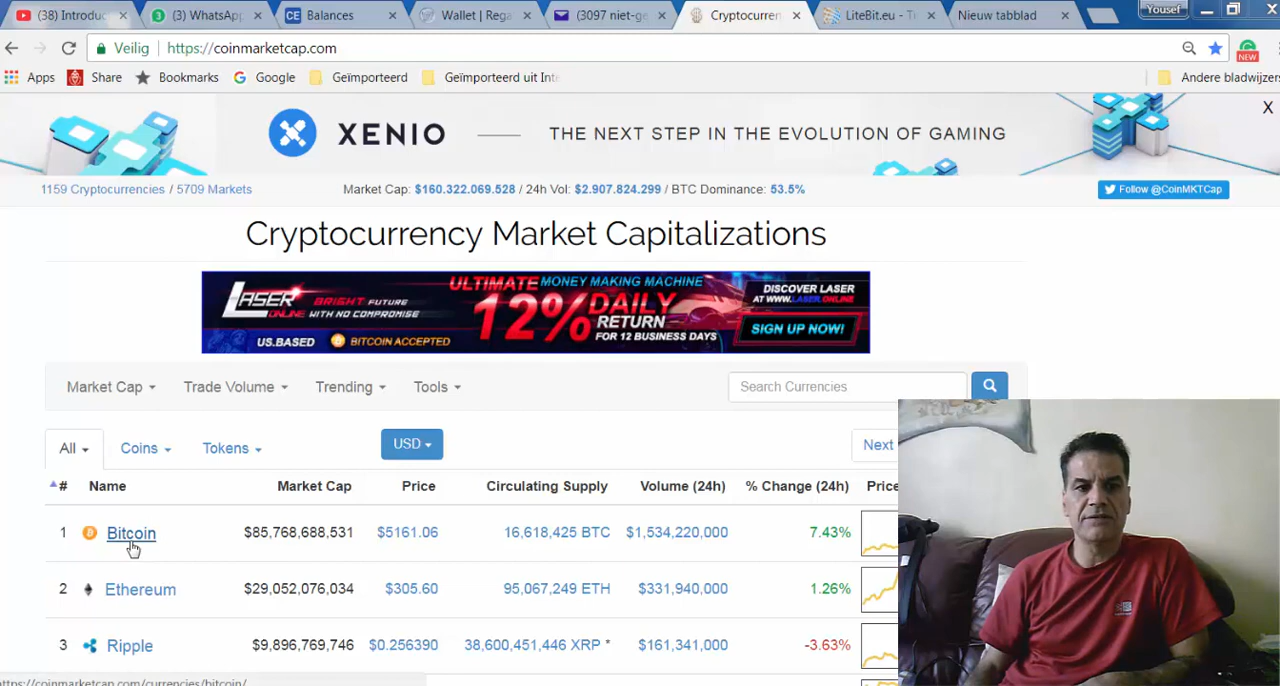 (38) Introduc
(3) WhatsApp
CE Balances
Wallet | Rega
(3097 niet-ge
Cryptocurren
LiteBit.eu - T
Nieuw tabblad
Yousef
Veilig https://coinmarketcap.com
NEW
Apps Share Bookmarks Google Geïmporteerd Geïmporteerd uit Int Andere bladwijzers
XENIO THE NEXT STEP IN THE EVOLUTION OF GAMING X
1159 Cryptocurrencies / 5709 Markets Market Cap: $160.322.069.528 / 24h Vol: $2.907.824.299 / BTC Dominance: 53.5% Follow @CoinMKTCap
Cryptocurrency Market Capitalizations
LASER ONLINE
BRIGHT FUTURE
WITH NO COMPROMISE
US.BASED BITCOIN ACCEPTED
ULTIMATE MONEY MAKING MACHINE
12% DAILY
RETURN
FOR 12 BUSINESS DAYS
DISCOVER LASER
AT WWW.LASER.ONLINE
SIGN UP NOW!
Market Cap Trade Volume Trending Tools Search Currencies
All Coins Tokens USD Next
# Name Market Cap Price Circulating Supply Volume (24h) % Change (24h) Price
1 Bitcoin $85,768,688,531 $5161.06 16,618,425 BTC $1,534,220,000 7.43%
2 Ethereum $29,052,076,034 $305.60 95,067,249 ETH $331,940,000 1.26%
3 Ripple $9,896,769,746 $0.256390 38,600,451,446 XRP * $161,341,000 -3.63%
https://coinmarketcap.com/currencies/bitcoin/